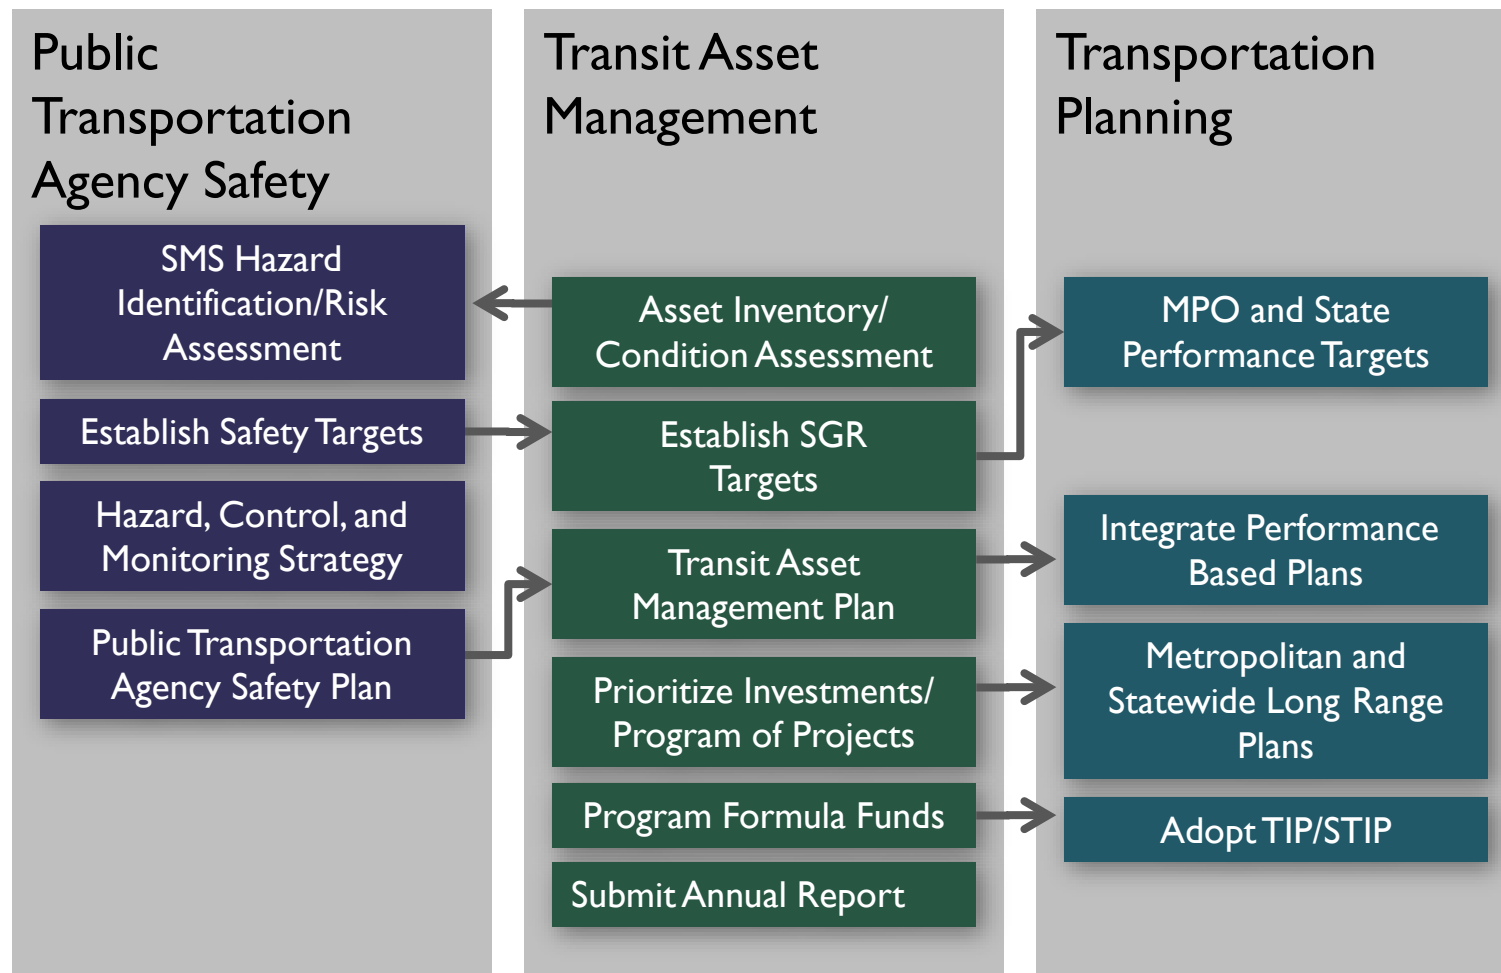 Public
Transportation
Agency Safety
SMS Hazard
Identification/Risk
Assessment
Establish Safety Targets
Hazard, Control, and
Monitoring Strategy
Public Transportation
Agency Safety Plan
Transit Asset
Management
Asset Inventory/
Condition Assessment
Establish SGR
Targets
Transit Asset
Management Plan
Prioritize Investments/
Program of Projects
Program Formula Funds
Submit Annual Report
Transportation
Planning
MPO and State
Performance Targets
Integrate Performance
Based Plans
Metropolitan and
Statewide Long Range
Plans
Adopt TIP/STIP